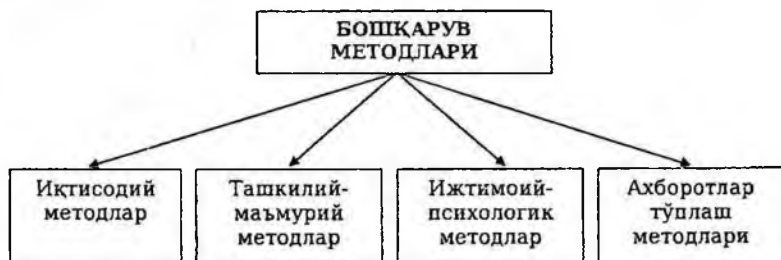 БОШҚАРУВ
МЕТОДЛАРИ
Иқтисодий
методлар
Ташкилий-
маъмурий
методлар
Ижтимоий-
психологик
методлар
Ахборотлар
тўплаш
методлари